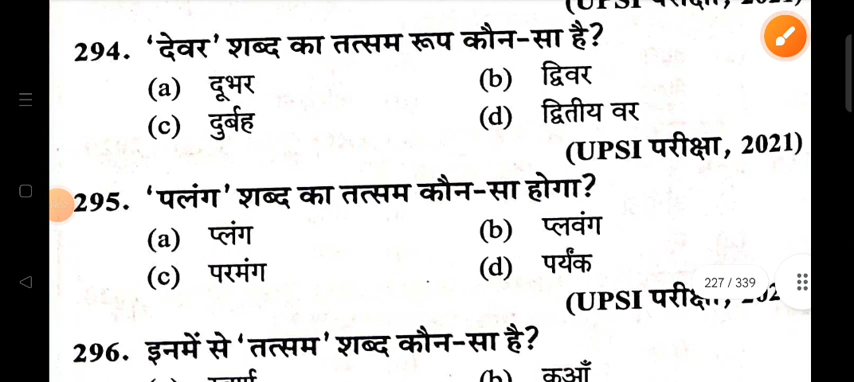 294. ‘देवर’ शब्द का तत्सम रूप कौन-सा है?
(a) दूभर (b) द्विवर
(c) दुर्बह (d) द्वितीय वर
(UPSI परीक्षा, 2021)
295. ‘पलंग’ शब्द का तत्सम कौन-सा होगा?
(a) प्लंग (b) प्लवंग
(c) परमंग (d) पर्यंक
227 / 339
(UPSI
296. इनमें से ‘तत्सम’ शब्द कौन-सा है?
(b) कुआँ